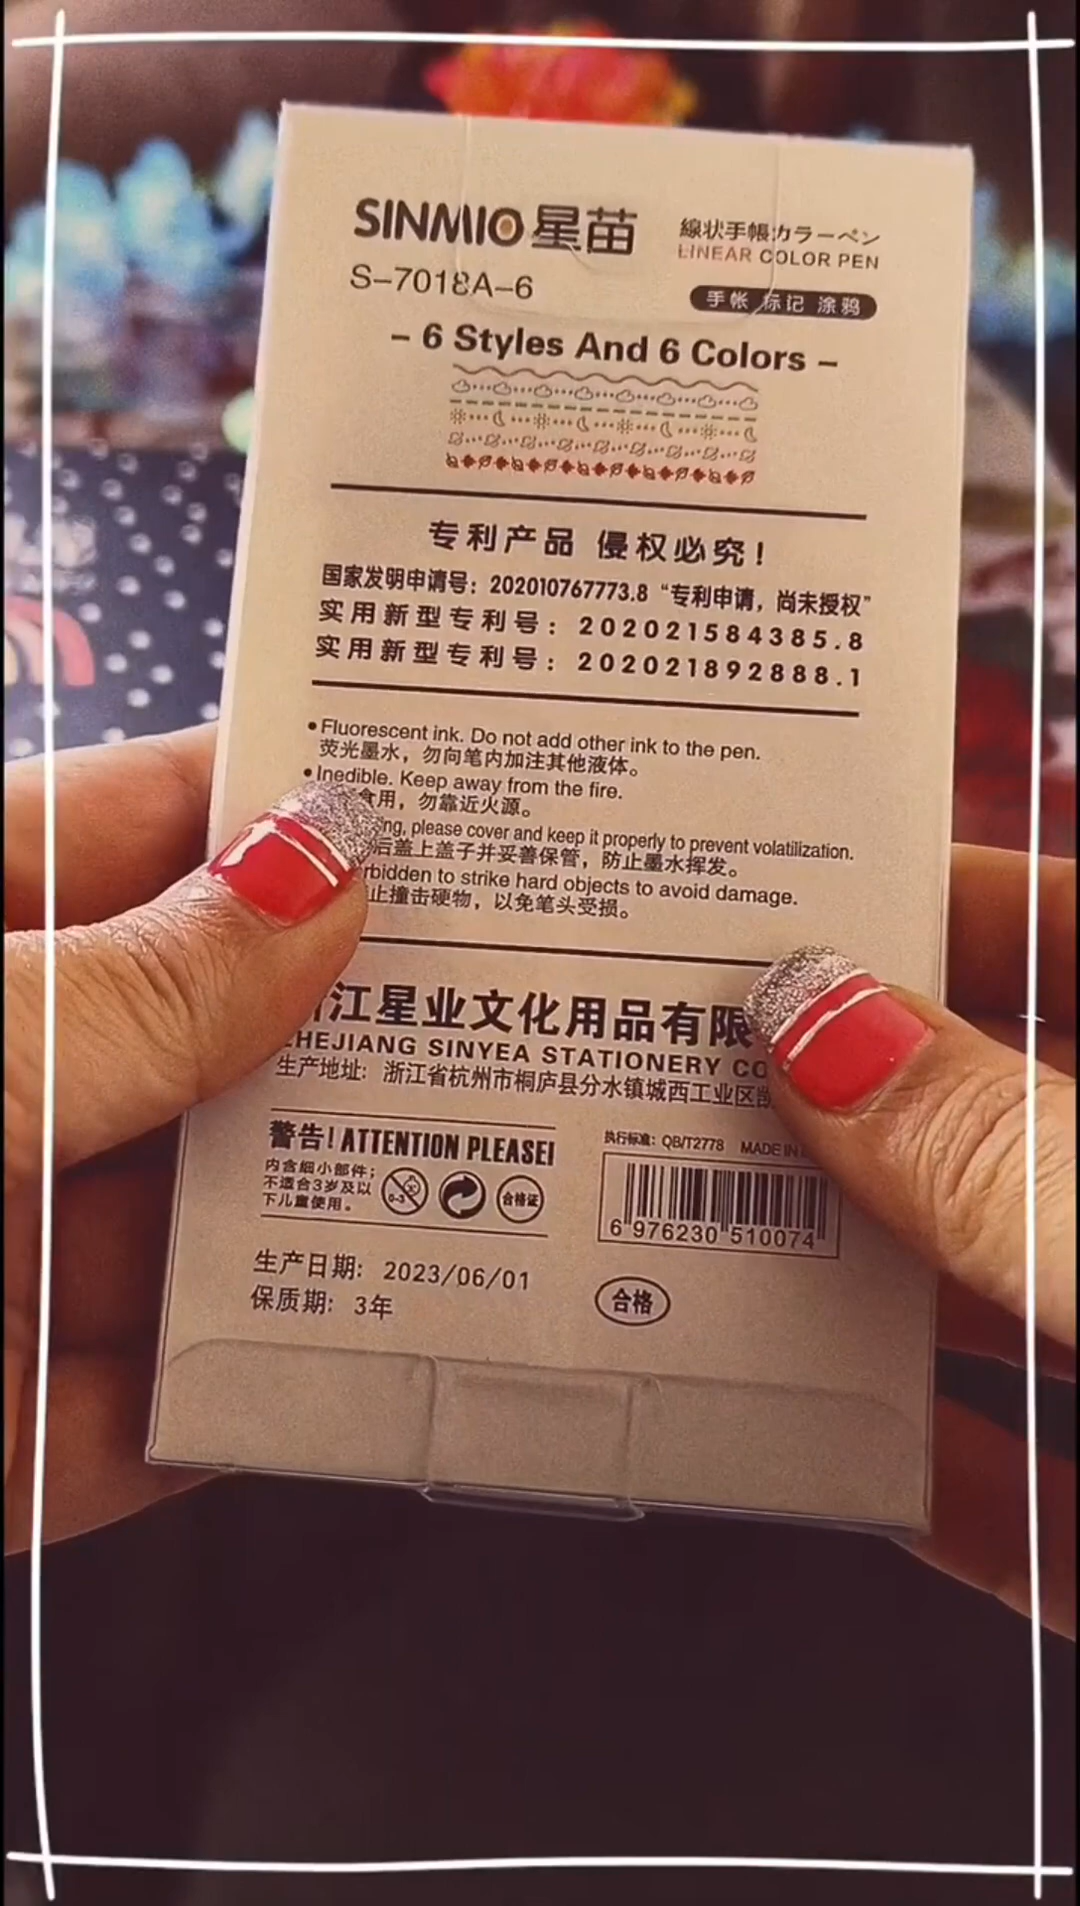 SINMIO 星苗
線状手帳カラーペン
LINEAR COLOR PEN
S-7018A-6
手帐 标记 涂鸦
- 6 Styles And 6 Colors -
专利产品 侵权必究!
国家发明申请号: 202010767773.8 “专利申请, 尚未授权”
实用新型专利号: 202021584385.8
实用新型专利号: 202021892888.1
• Fluorescent ink. Do not add other ink to the pen.
荧光墨水, 勿向笔内加注其他液体。
• Inedible. Keep away from the fire.
食用, 勿靠近火源。
please cover and keep it properly to prevent volatilization.
后盖上盖子并妥善保管, 防止墨水挥发。
to strike hard objects to avoid damage.
止撞击硬物, 以免笔头受损。
江星业文化用品有限
ZHEJIANG SINYEA STATIONERY CO
生产地址: 浙江省杭州市桐庐县分水镇城西工业区
警告! ATTENTION PLEASE!
内含细小部件;
不适合3岁及以
下儿童使用。
0-3
合格证
执行标准: QB/T2778 MADE IN
6 976230 510074
生产日期: 2023/06/01
保质期: 3年
合格